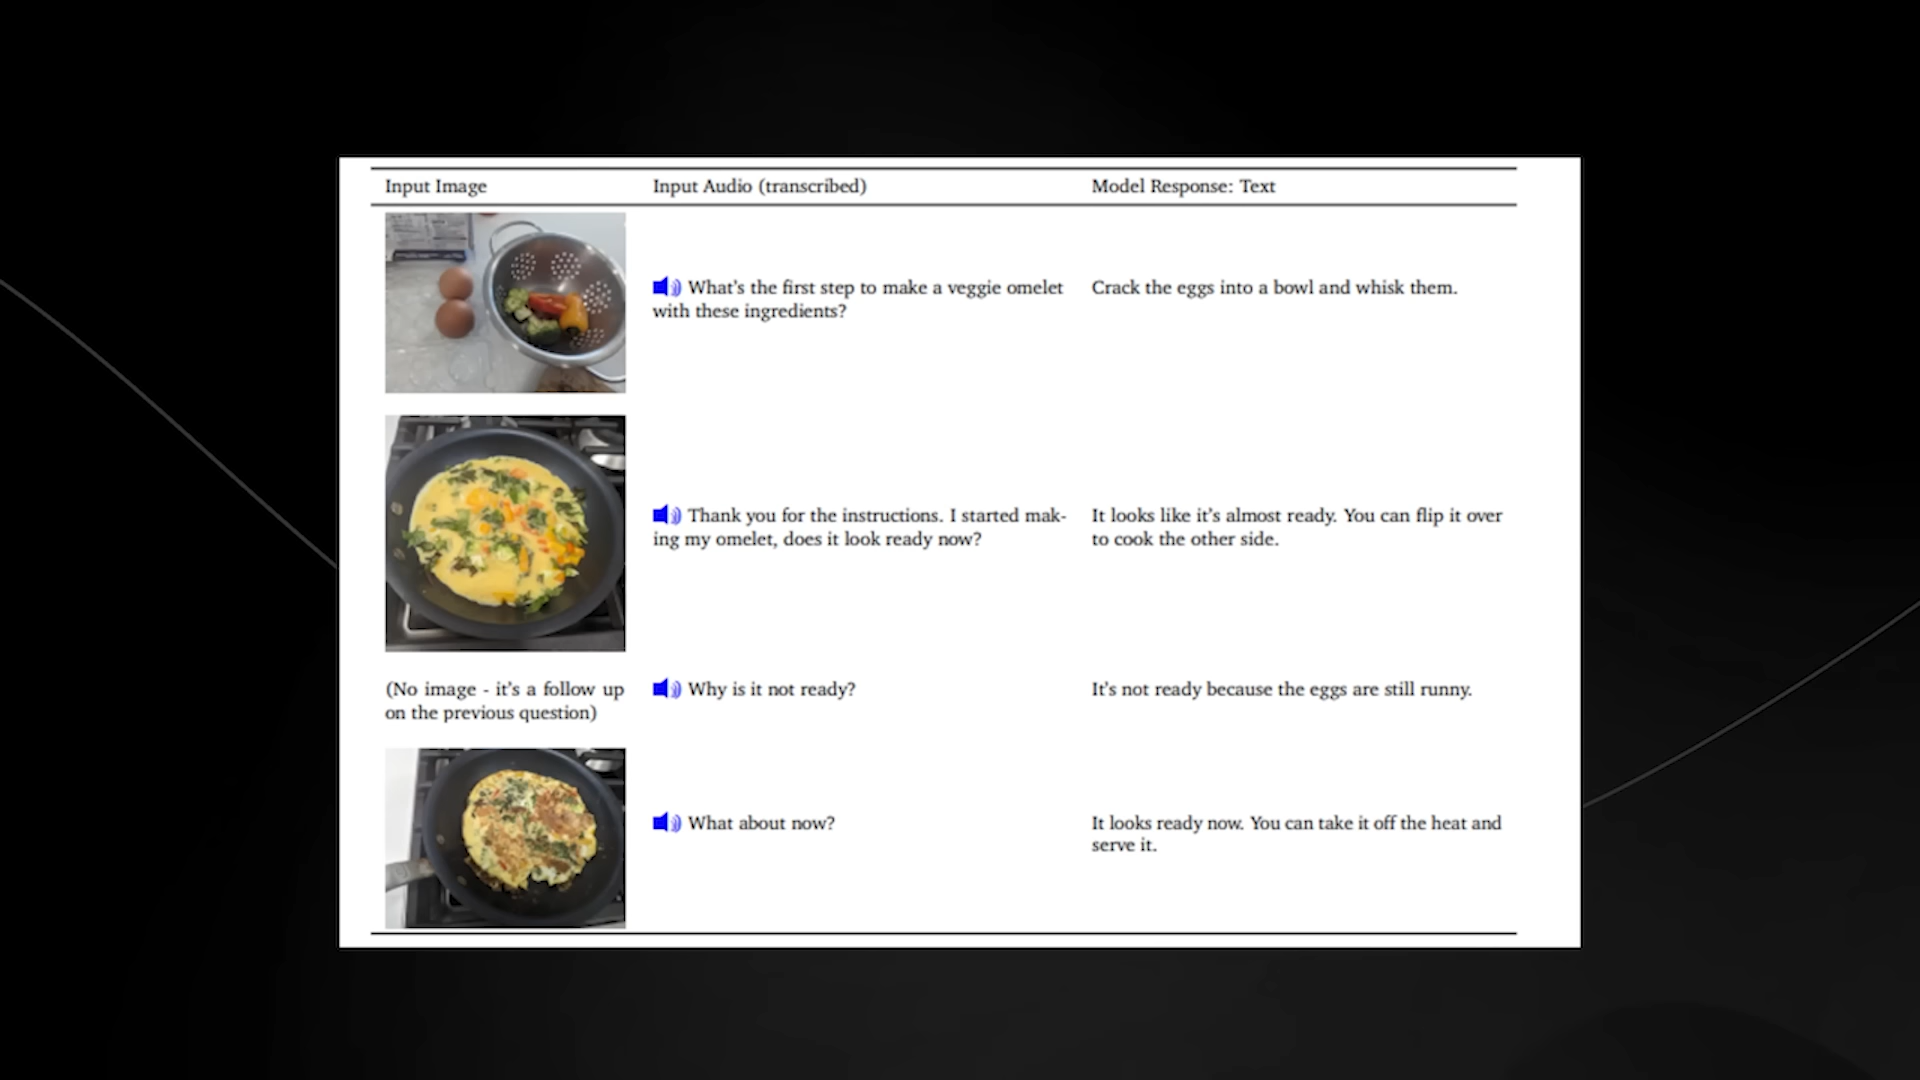 Input Image
Input Audio (transcribed)
Model Response: Text
What's the first step to make a veggie omelet
with these ingredients?
Crack the eggs into a bowl and whisk them.
Thank you for the instructions. I started mak-
ing my omelet, does it look ready now?
It looks like it's almost ready. You can flip it over
to cook the other side.
(No image - it's a follow up
on the previous question)
Why is it not ready?
It's not ready because the eggs are still runny.
What about now?
It looks ready now. You can take it off the heat and
serve it.